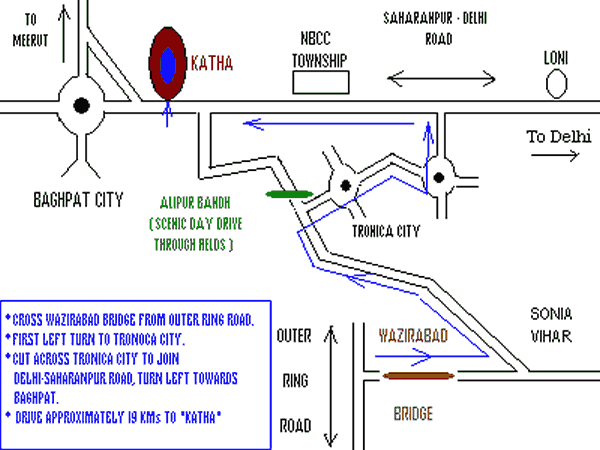 TO
MEERUT
KATHA
NBCC
TOWNSHIP
SAHARANPUR - DELHI
ROAD
LONI
To Delhi
BAGHPAT CITY
ALIPUR BANDH
( SCENIC DAY DRIVE
THROUGH FIELDS )
TRONICA CITY
SONIA
VIHAR
WAZIRABAD
BRIDGE
OUTER
RING
ROAD
* CROSS WAZIRABAD BRIDGE FROM OUTER RING ROAD.
* FIRST LEFT TURN TO TRONOCA CITY.
* CUT ACROSS TRONICA CITY TO JOIN
DELHI-SAHARANPUR ROAD, TURN LEFT TOWARDS
BAGHPAT.
* DRIVE APPROXIMATELY 19 KMs TO "KATHA"